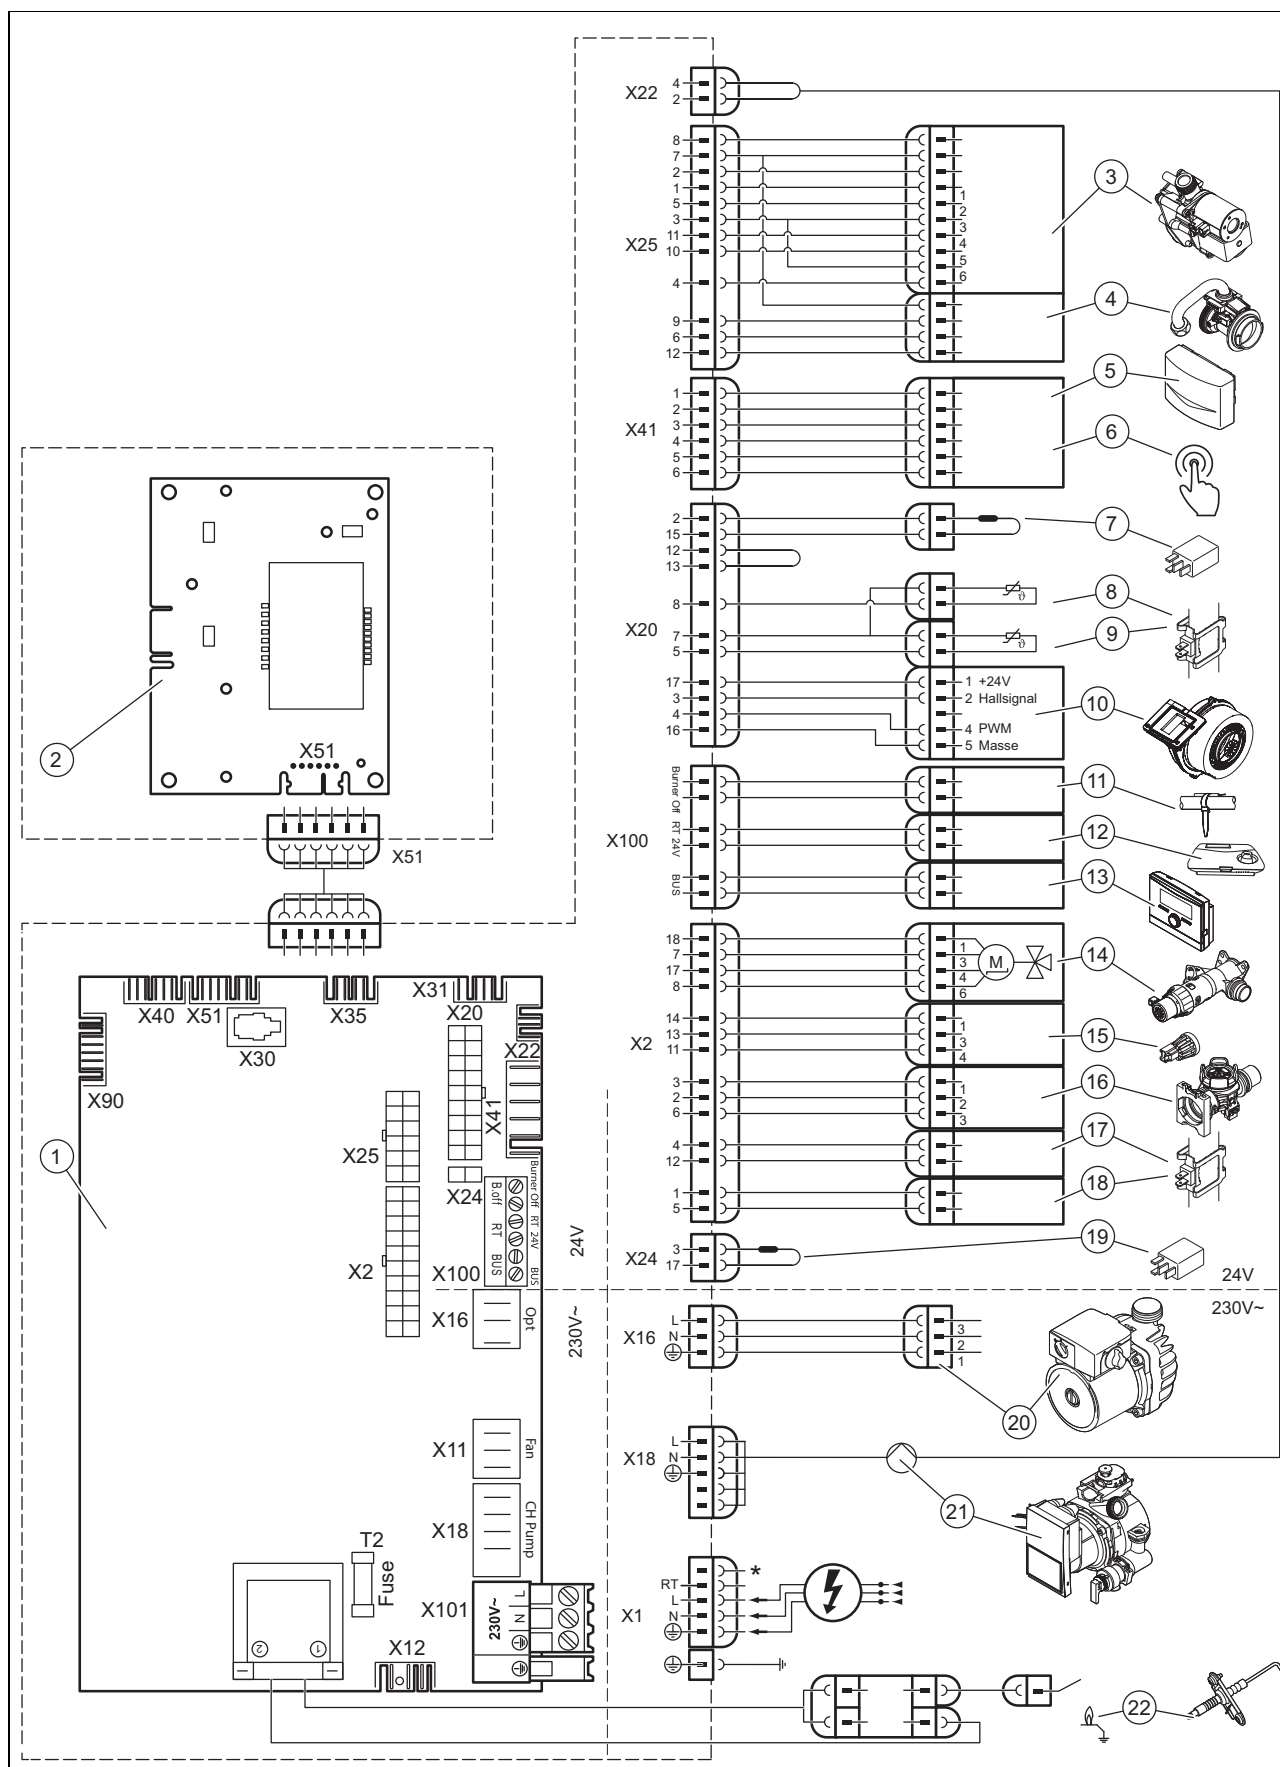 X22
4
2
X25
8
7
2
1
5
3
11
10
4
9
6
12
1
2
3
4
5
6
3
4
X41
1
2
3
4
5
6
5
6
X20
2
15
12
13
8
7
5
17
3
4
16
ϑ
ϑ
1 +24V
2 Hallsignal
4 PWM
5 Masse
7
8
9
10
X100
Burner Off
RT 24V
BUS
11
12
13
X2
18
7
17
8
14
13
11
3
2
6
4
12
1
5
1
3
4
6
M
1
3
4
1
2
3
14
15
16
17
18
X24
3
17
19
24V
230V~
X16
L
N
3
2
1
20
X18
L
N
21
X1
*
RT
L
N
22
2
X51
X51
1
X40
X51
X35
X31
X30
X90
X20
X22
X41
X25
X24
X2
X100
Burner Off
RT 24V
BUS
B.off
RT
BUS
24V
230V~
X16
Opt
X11
Fan
X18
CH Pump
T2
Fuse
X101
230V~
L
N
X12
2
1